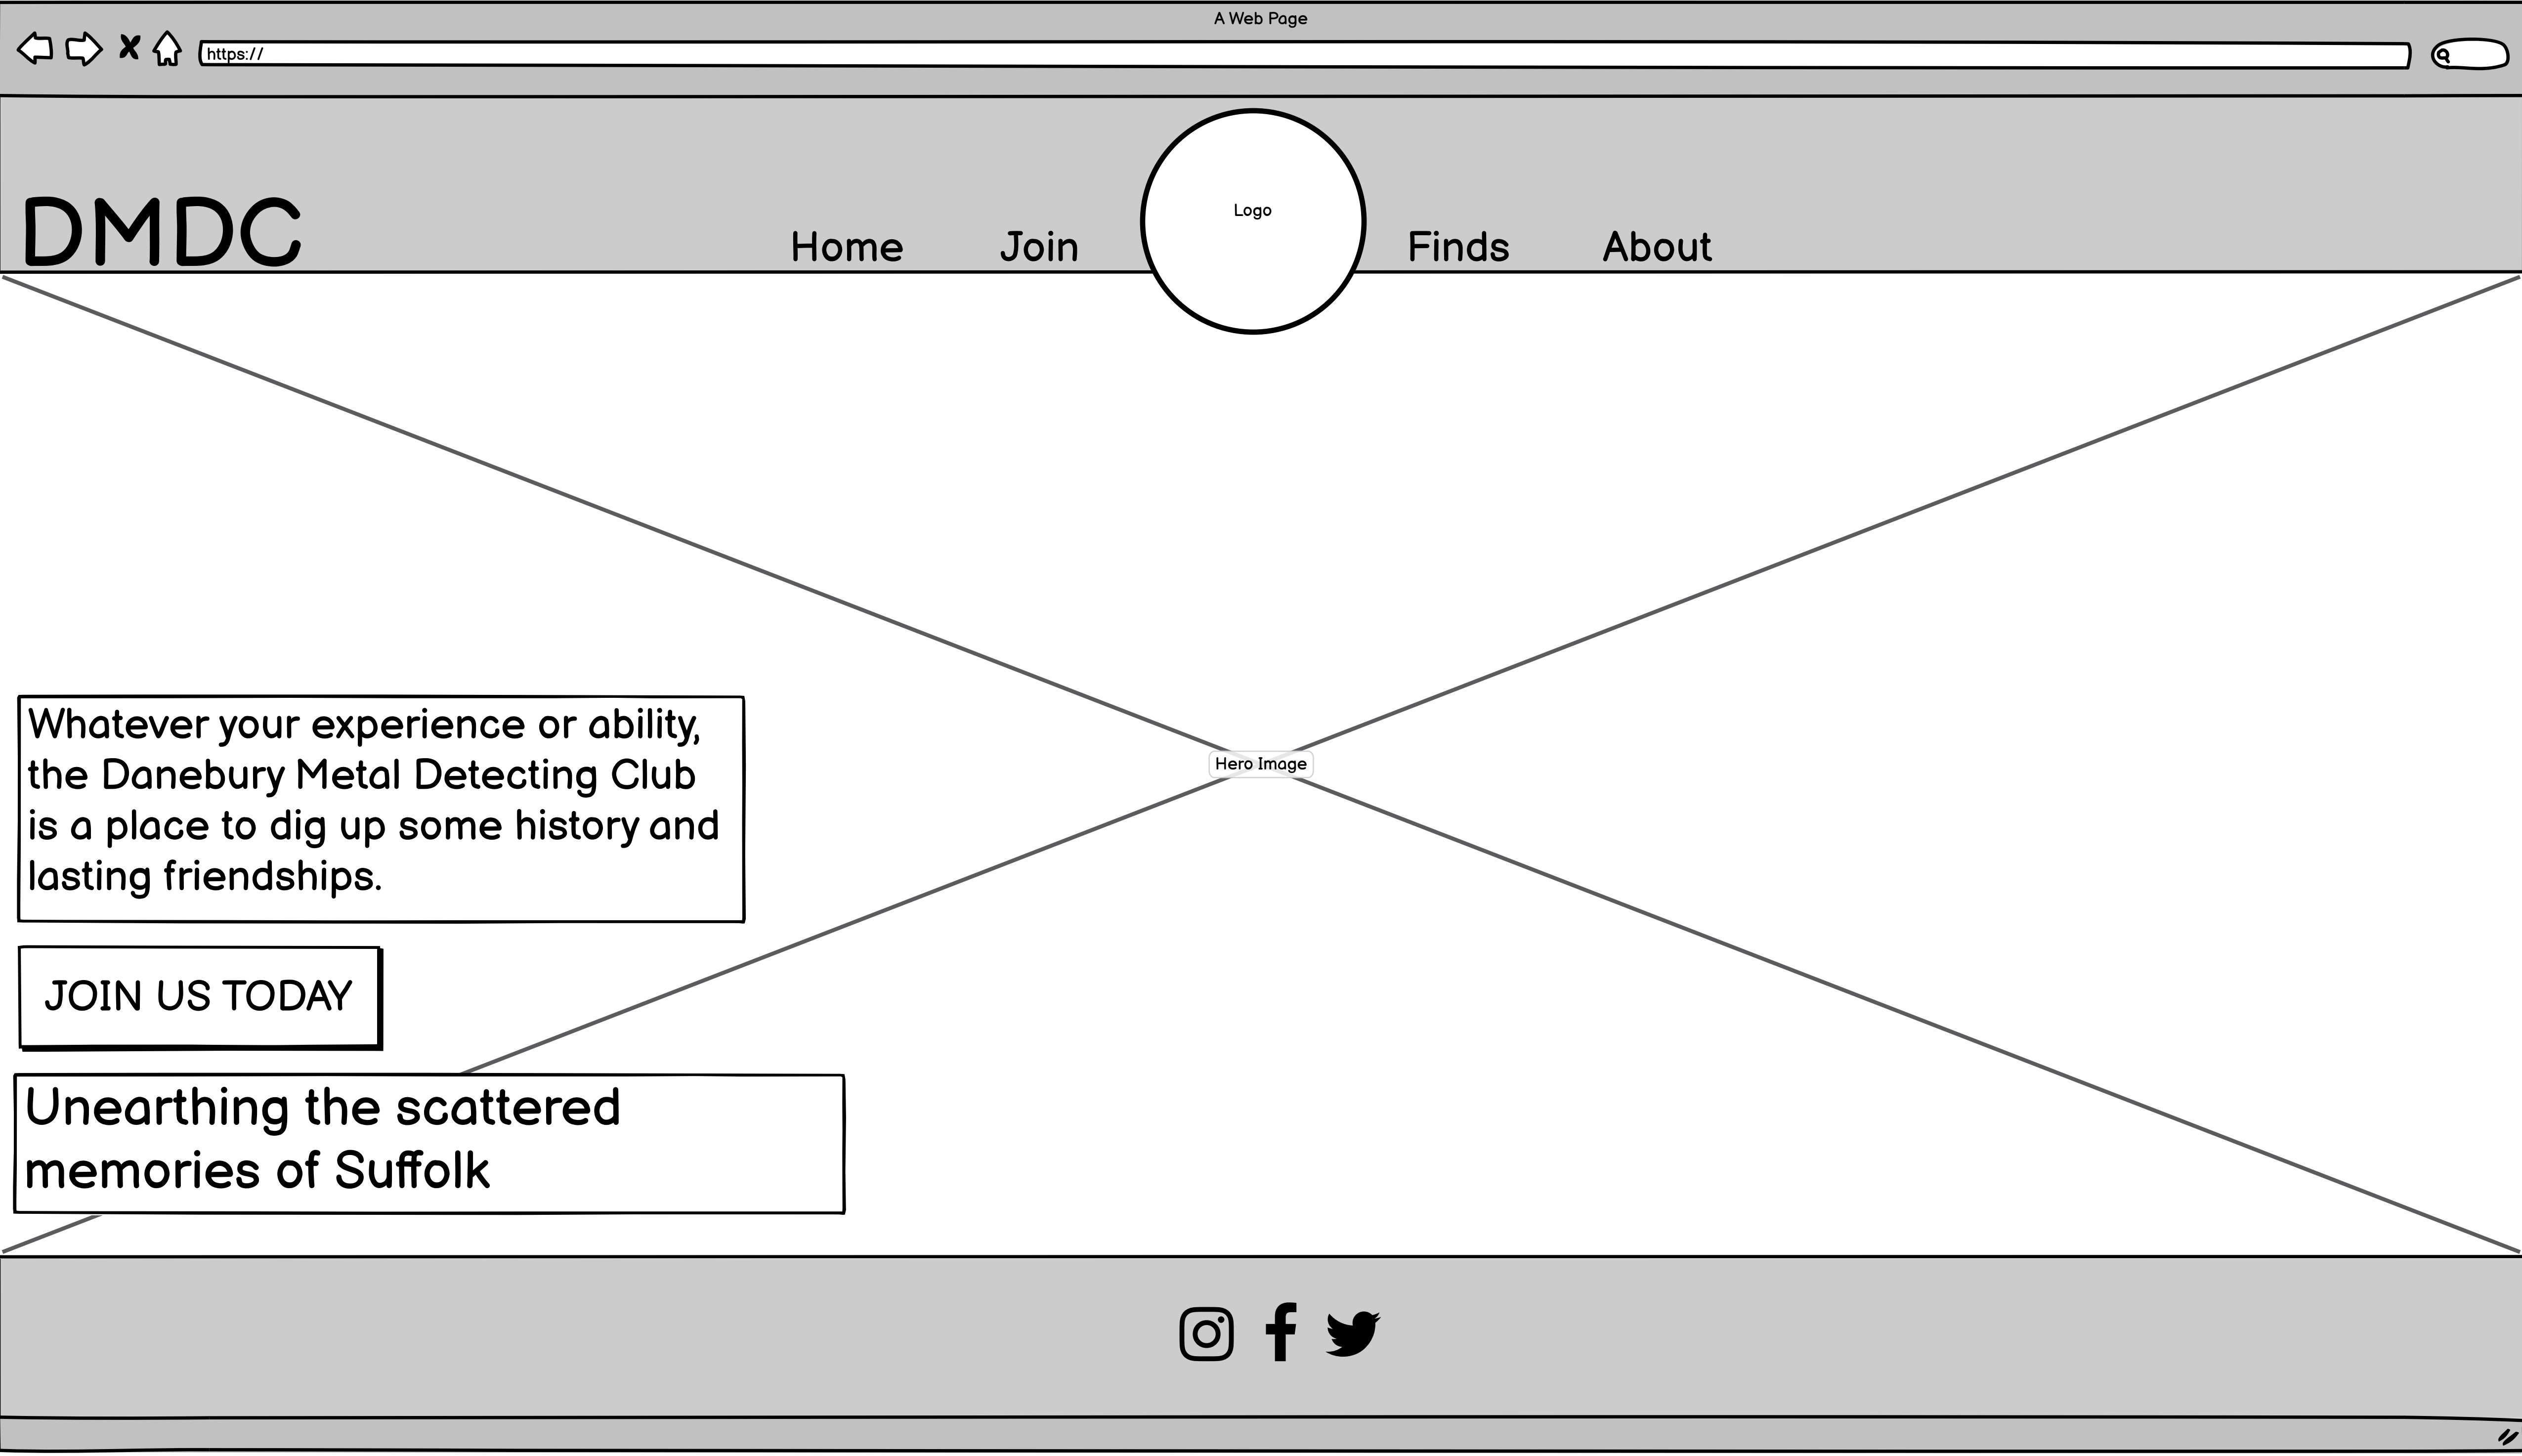 A Web Page
https://
DMDC
Home
Join
Logo
Finds
About
Hero Image
Whatever your experience or ability,
the Danebury Metal Detecting Club
is a place to dig up some history and
lasting friendships.
JOIN US TODAY
Unearthing the scattered
memories of Suffolk